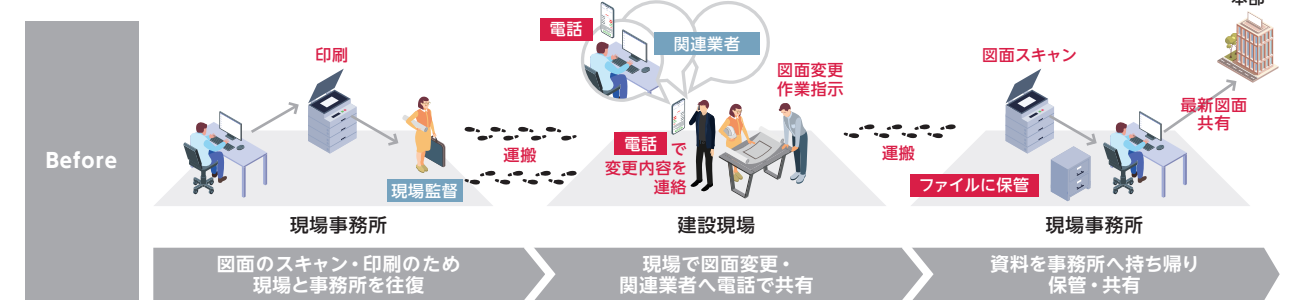 Before
印刷
現場監督
運搬
現場事務所
図面のスキャン・印刷のため
現場と事務所を往復
電話
関連業者
図面変更
作業指示
電話 で
変更内容を
連絡
建設現場
現場で図面変更・
関連業者へ電話で共有
運搬
図面スキャン
ファイルに保管
本部
最新図面
共有
現場事務所
資料を事務所へ持ち帰り
保管・共有